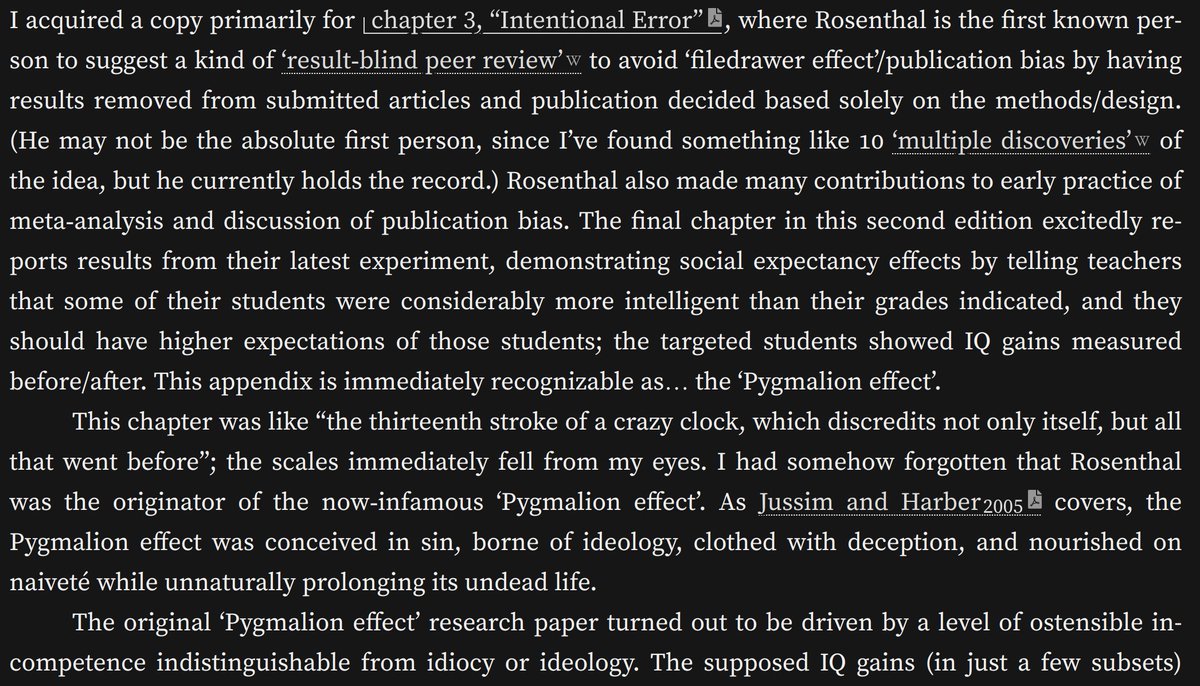 I acquired a copy primarily for chapter 3, “Intentional Error”, where Rosenthal is the first known per-
son to suggest a kind of ‘result-blind peer review’W to avoid ‘filedrawer effect’/publication bias by having
results removed from submitted articles and publication decided based solely on the methods/design.
(He may not be the absolute first person, since I’ve found something like 10 ‘multiple discoveries’W of
the idea, but he currently holds the record.) Rosenthal also made many contributions to early practice of
meta-analysis and discussion of publication bias. The final chapter in this second edition excitedly re-
ports results from their latest experiment, demonstrating social expectancy effects by telling teachers
that some of their students were considerably more intelligent than their grades indicated, and they
should have higher expectations of those students; the targeted students showed IQ gains measured
before/after. This appendix is immediately recognizable as… the ‘Pygmalion effect’.
This chapter was like “the thirteenth stroke of a crazy clock, which discredits not only itself, but all
that went before”; the scales immediately fell from my eyes. I had somehow forgotten that Rosenthal
was the originator of the now-infamous ‘Pygmalion effect’. As Jussim and Harber2005 covers, the
Pygmalion effect was conceived in sin, borne of ideology, clothed with deception, and nourished on
naiveté while unnaturally prolonging its undead life.
The original ‘Pygmalion effect’ research paper turned out to be driven by a level of ostensible in-
competence indistinguishable from idiocy or ideology. The supposed IQ gains (in just a few subsets)